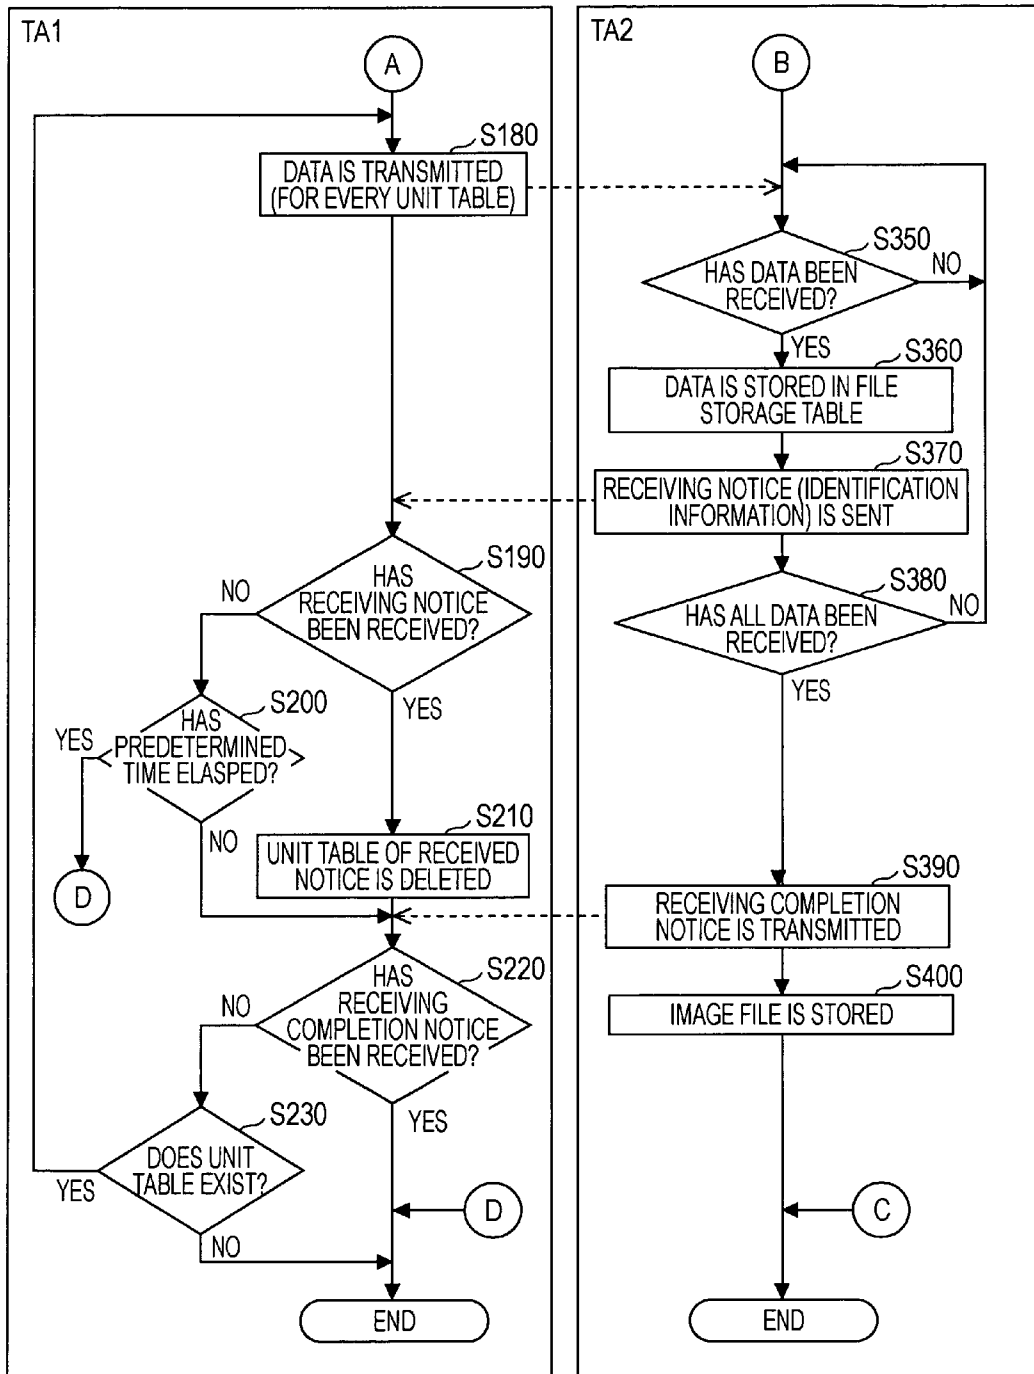 TA1
A
S180
DATA IS TRANSMITTED
(FOR EVERY UNIT TABLE)
S190
HAS
RECEIVING NOTICE
BEEN RECEIVED?
NO
YES
S200
HAS
PREDETERMINED
TIME ELASPED?
YES
NO
D
S210
UNIT TABLE OF RECEIVED
NOTICE IS DELETED
S220
HAS
RECEIVING
COMPLETION NOTICE
BEEN RECEIVED?
NO
YES
S230
DOES UNIT
TABLE EXIST?
YES
NO
D
END
TA2
B
S350
HAS DATA BEEN
RECEIVED?
NO
YES
S360
DATA IS STORED IN FILE
STORAGE TABLE
S370
RECEIVING NOTICE (IDENTIFICATION
INFORMATION) IS SENT
S380
HAS ALL DATA BEEN
RECEIVED?
NO
YES
S390
RECEIVING COMPLETION
NOTICE IS TRANSMITTED
S400
IMAGE FILE IS STORED
C
END